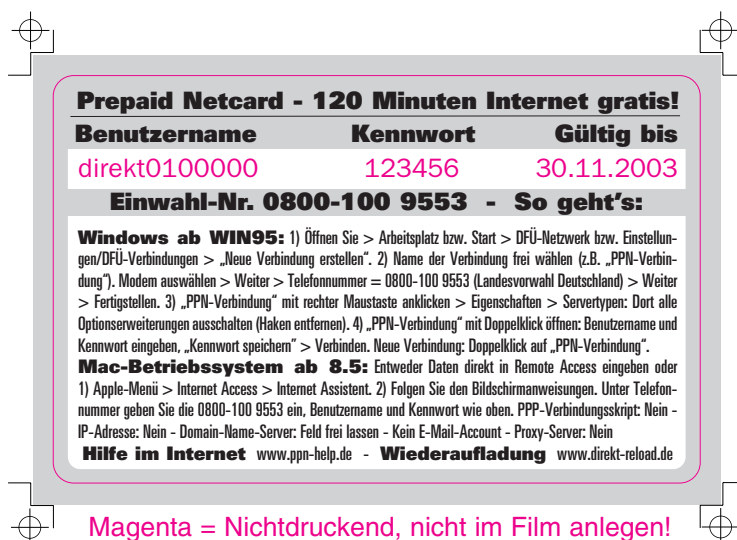 Prepaid Netcard - 120 Minuten Internet gratis!
Benutzername Kennwort Gültig bis
direkt0100000 123456 30.11.2003
Einwahl-Nr. 0800-100 9553 - So geht's:
Windows ab WIN95: 1) Öffnen Sie > Arbeitsplatz bzw. Start > DFÜ-Netzwerk bzw. Einstellun-
gen/DFÜ-Verbindungen > „Neue Verbindung erstellen". 2) Name der Verbindung frei wählen (z.B. „PPN-Verbin-
dung"). Modem auswählen > Weiter > Telefonnummer = 0800-100 9553 (Landesvorwahl Deutschland) > Weiter
> Fertigstellen. 3) „PPN-Verbindung" mit rechter Maustaste anklicken > Eigenschaften > Servertypen: Dort alle
Optionserweiterungen ausschalten (Haken entfernen). 4) „PPN-Verbindung" mit Doppelklick öffnen: Benutzername und
Kennwort eingeben, „Kennwort speichern" > Verbinden. Neue Verbindung: Doppelklick auf „PPN-Verbindung".
Mac-Betriebssystem ab 8.5: Entweder Daten direkt in Remote Access eingeben oder
1) Apple-Menü > Internet Access > Internet Assistent. 2) Folgen Sie den Bildschirmanweisungen. Unter Telefon-
nummer geben Sie die 0800-100 9553 ein, Benutzername und Kennwort wie oben. PPP-Verbindungsskript: Nein -
IP-Adresse: Nein - Domain-Name-Server: Feld frei lassen - Kein E-Mail-Account - Proxy-Server: Nein
Hilfe im Internet www.ppn-help.de - Wiederaufladung www.direkt-reload.de
Magenta = Nichtdruckend, nicht im Film anlegen!